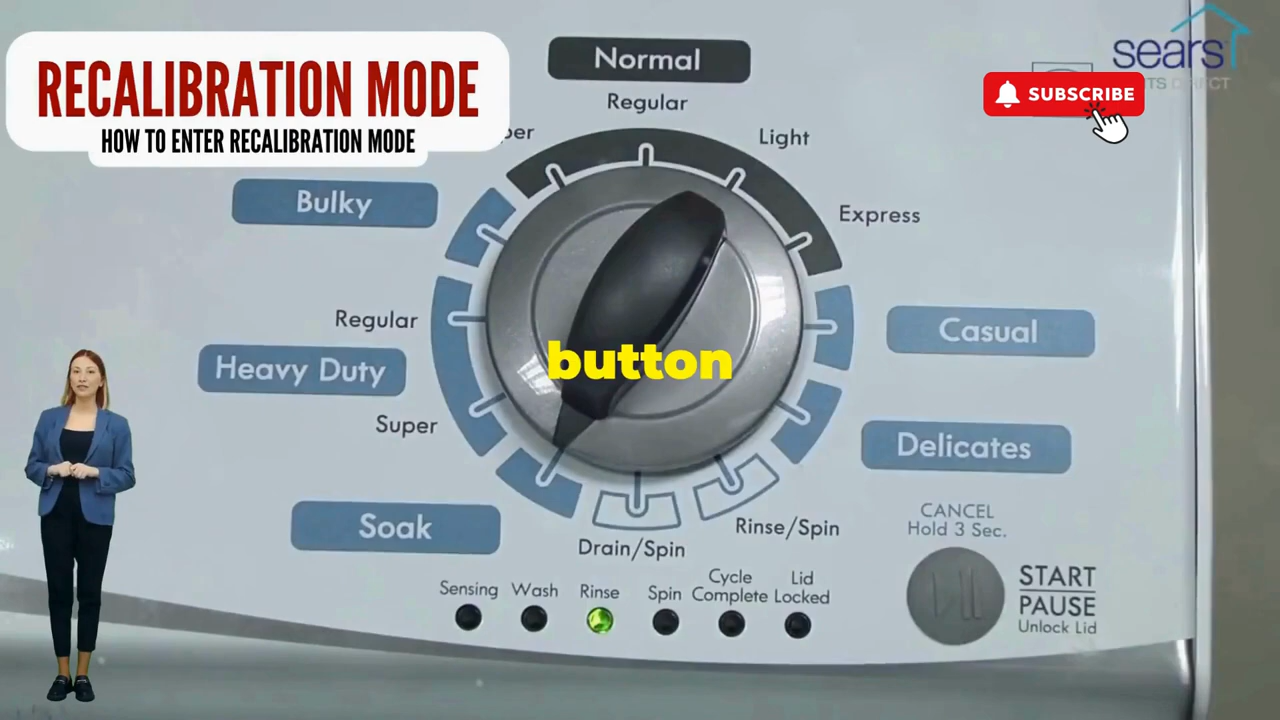 RECALIBRATION MODE
HOW TO ENTER RECALIBRATION MODE
sears
DIRECT
SUBSCRIBE
Normal
Regular
Light
Express
Bulky
Regular
Heavy Duty
Super
Casual
Delicates
Soak
button
Drain/Spin
Rinse/Spin
CANCEL
Hold 3 Sec.
Sensing
Wash
Rinse
Spin
Cycle
Complete
Lid
Locked
START
PAUSE
Unlock Lid